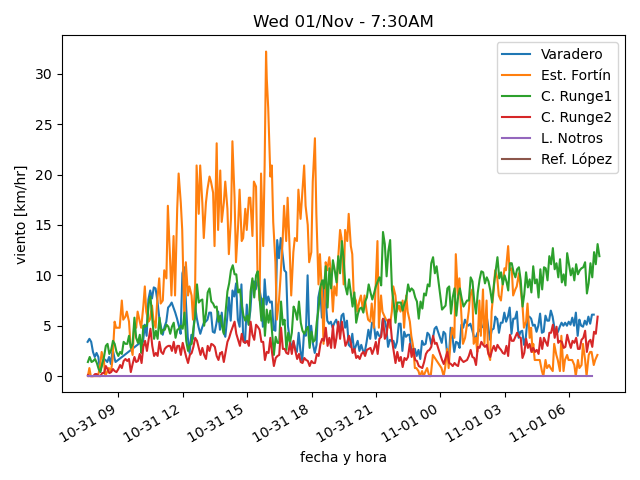 Wed 01/Nov - 7:30AM
Varadero
Est. Fortín
C. Runge1
C. Runge2
L. Notros
Ref. López
viento [km/hr]
30
25
20
15
10
5
0
10-31 09
10-31 12
10-31 15
10-31 18
10-31 21
11-01 00
11-01 03
11-01 06
fecha y hora